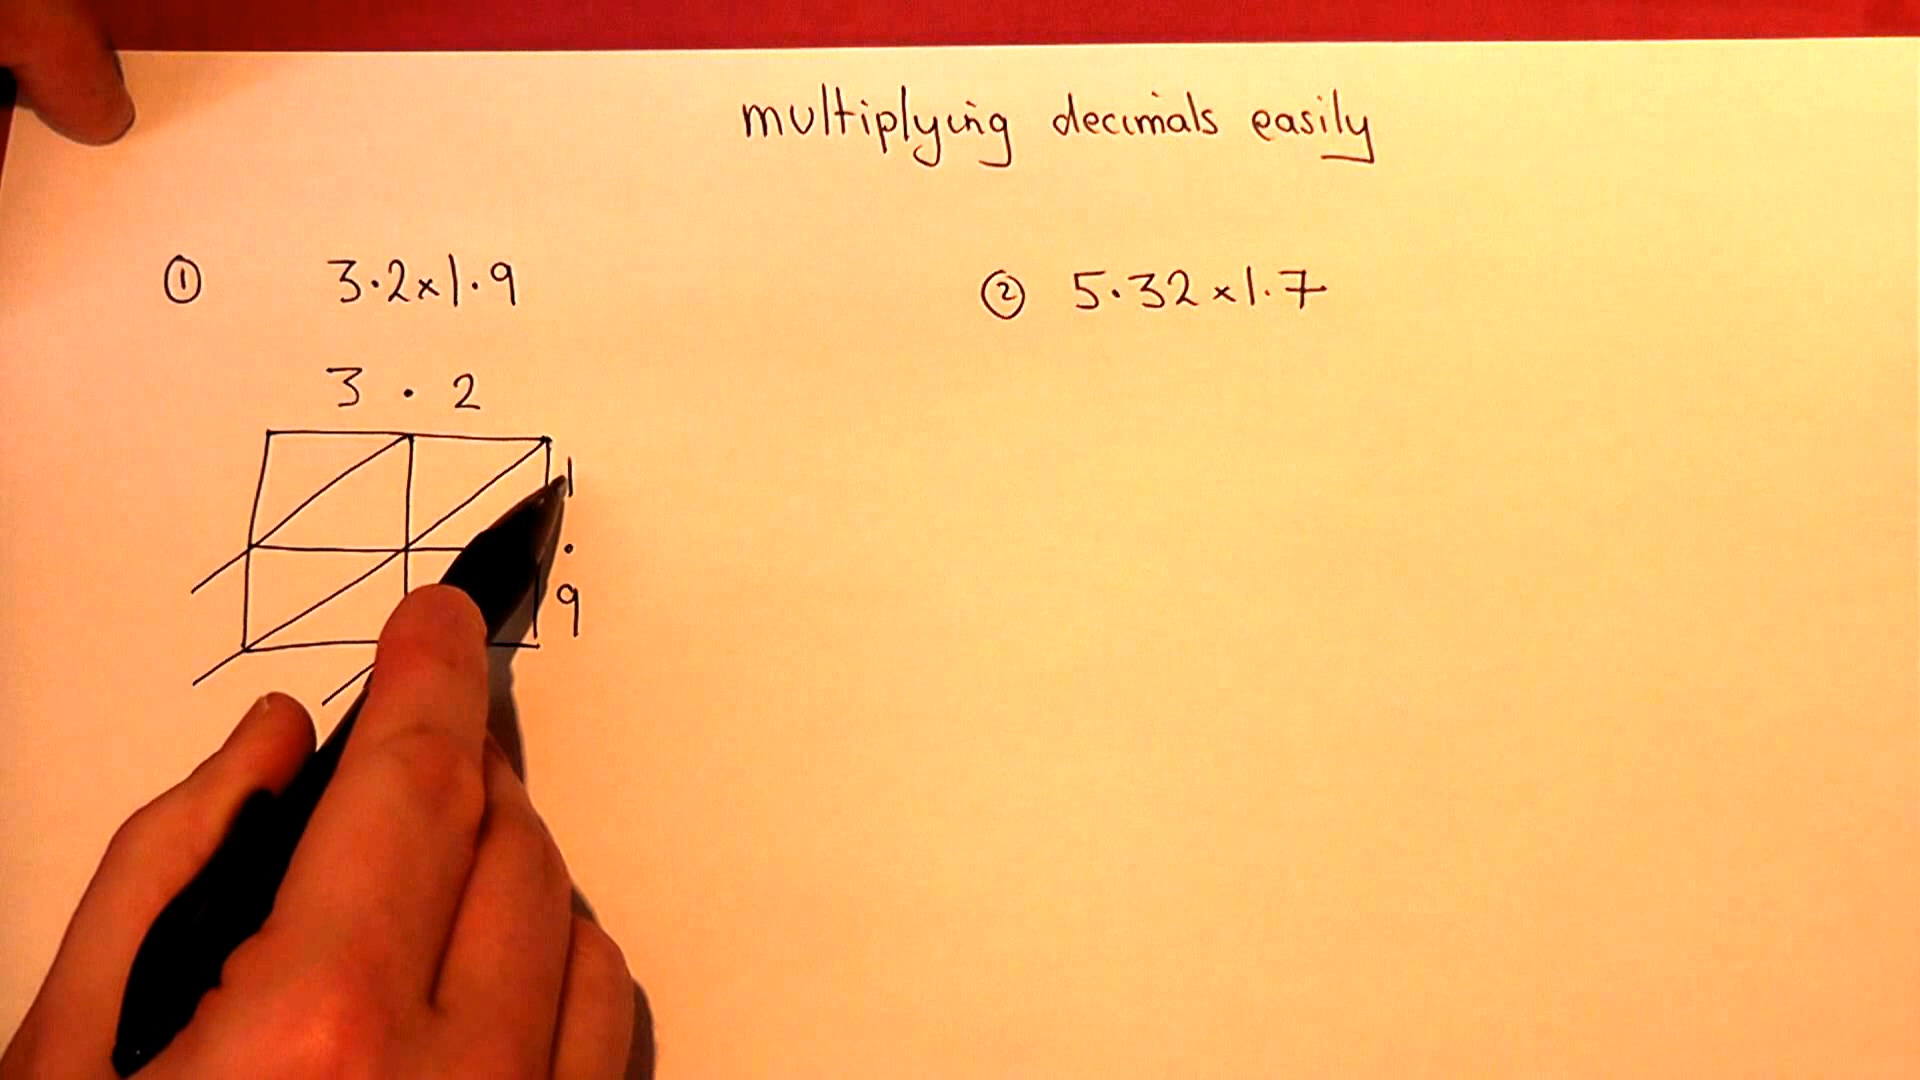 multiplying decimals easily
① 3.2×1.9
② 5.32×1.7
3 . 2
1
.
9